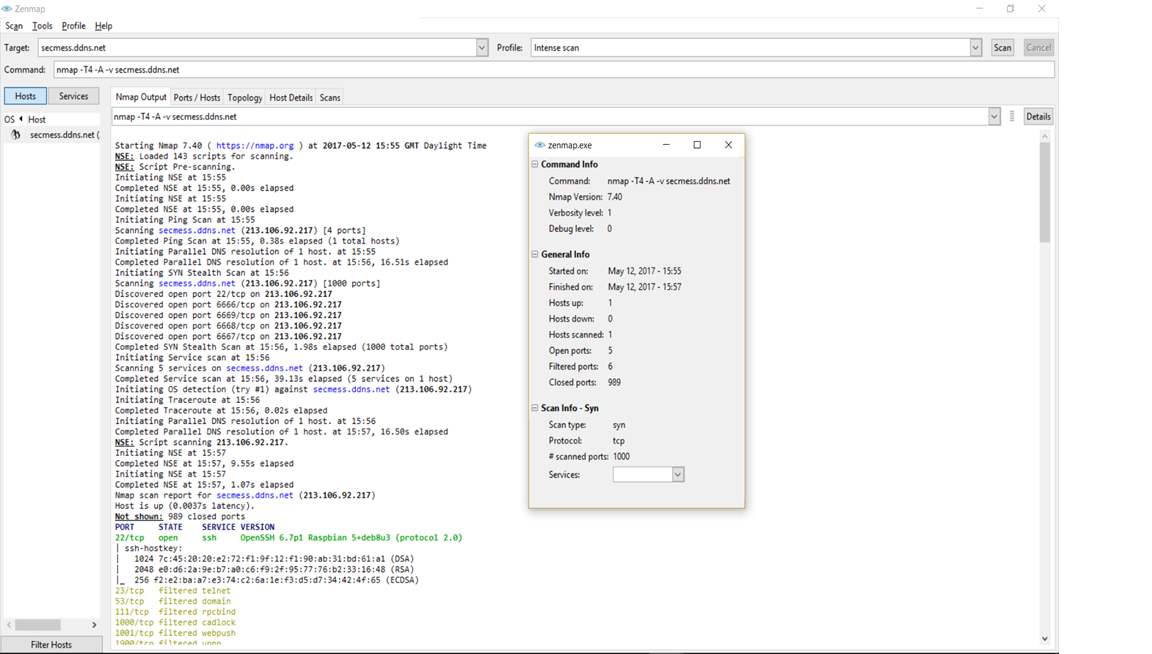 Zenmap
Scan Tools Profile Help
Target: secmess.ddns.net Profile: Intense scan Scan Cancel
Command: nmap -T4 -A -v secmess.ddns.net
Hosts Services
Nmap Output Ports / Hosts Topology Host Details Scans
OS Host
secmess.ddns.net (
nmap -T4 -A -v secmess.ddns.net Details
Starting Nmap 7.40 ( https://nmap.org ) at 2017-05-12 15:55 GMT Daylight Time
NSE: Loaded 143 scripts for scanning.
NSE: Script Pre-scanning.
Initiating NSE at 15:55
Completed NSE at 15:55, 0.00s elapsed
Initiating NSE at 15:55
Completed NSE at 15:55, 0.00s elapsed
Initiating Ping Scan at 15:55
Scanning secmess.ddns.net (213.106.92.217) [4 ports]
Completed Ping Scan at 15:55, 0.38s elapsed (1 total hosts)
Initiating Parallel DNS resolution of 1 host. at 15:55
Completed Parallel DNS resolution of 1 host. at 15:56, 16.51s elapsed
Initiating SYN Stealth Scan at 15:56
Scanning secmess.ddns.net (213.106.92.217) [1000 ports]
Discovered open port 22/tcp on 213.106.92.217
Discovered open port 6666/tcp on 213.106.92.217
Discovered open port 6669/tcp on 213.106.92.217
Discovered open port 6668/tcp on 213.106.92.217
Discovered open port 6667/tcp on 213.106.92.217
Completed SYN Stealth Scan at 15:56, 1.98s elapsed (1000 total ports)
Initiating Service scan at 15:56
Scanning 5 services on secmess.ddns.net (213.106.92.217)
Completed Service scan at 15:56, 39.13s elapsed (5 services on 1 host)
Initiating OS detection (try #1) against secmess.ddns.net (213.106.92.217)
Initiating Traceroute at 15:56
Completed Traceroute at 15:56, 0.02s elapsed
Initiating Parallel DNS resolution of 1 host. at 15:56
Completed Parallel DNS resolution of 1 host. at 15:57, 16.50s elapsed
NSE: Script scanning 213.106.92.217.
Initiating NSE at 15:57
Completed NSE at 15:57, 9.55s elapsed
Initiating NSE at 15:57
Completed NSE at 15:57, 1.07s elapsed
Nmap scan report for secmess.ddns.net (213.106.92.217)
Host is up (0.0037s latency).
Not shown: 989 closed ports
PORT STATE SERVICE VERSION
22/tcp open ssh OpenSSH 6.7p1 Raspbian 5+deb8u3 (protocol 2.0)
| ssh-hostkey:
| 1024 7c:45:20:20:e2:72:f1:9f:12:f1:90:ab:31:bd:61:a1 (DSA)
| 2048 e0:d6:2a:9e:b7:a0:c6:f9:2f:95:77:76:b2:33:16:48 (RSA)
|_ 256 f2:e2:ba:a7:e3:74:c2:6a:1e:f3:d5:d7:34:42:4f:65 (ECDSA)
23/tcp filtered telnet
53/tcp filtered domain
111/tcp filtered rpcbind
1000/tcp filtered cadlock
1001/tcp filtered webpush
1900/tcp filtered upnp
Filter Hosts
zenmap.exe
Command Info
Command: nmap -T4 -A -v secmess.ddns.net
Nmap Version: 7.40
Verbosity level: 1
Debug level: 0
General Info
Started on: May 12, 2017 - 15:55
Finished on: May 12, 2017 - 15:57
Hosts up: 1
Hosts down: 0
Hosts scanned: 1
Open ports: 5
Filtered ports: 6
Closed ports: 989
Scan Info - Syn
Scan type: syn
Protocol: tcp
# scanned ports: 1000
Services: